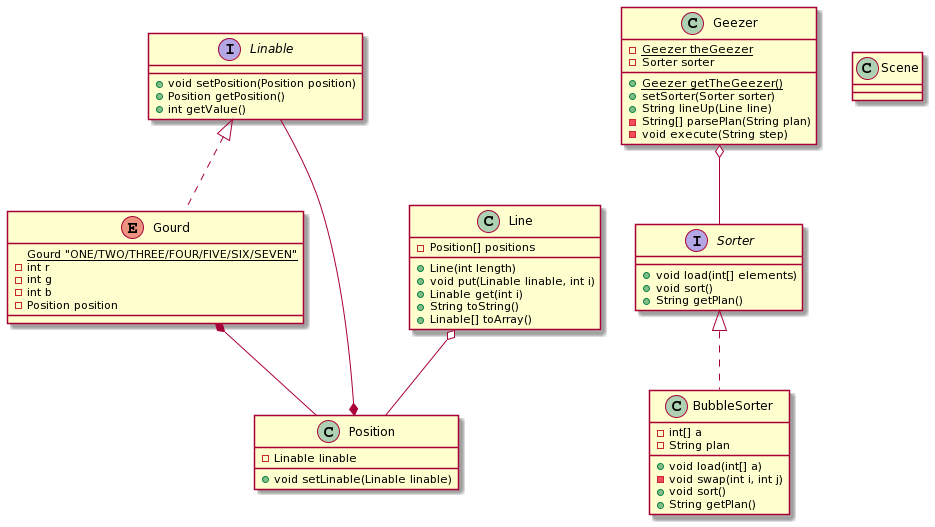 I Linable
void setPosition(Position position)
Position getPosition()
int getValue()
C Geezer
Geezer theGeezer
Sorter sorter
Geezer getTheGeezer()
setSorter(Sorter sorter)
String lineUp(Line line)
String[] parsePlan(String plan)
void execute(String step)
C Scene
E Gourd
Gourd "ONE/TWO/THREE/FOUR/FIVE/SIX/SEVEN"
int r
int g
int b
Position position
C Line
Position[] positions
Line(int length)
void put(Linable linable, int i)
Linable get(int i)
String toString()
Linable[] toArray()
I Sorter
void load(int[] elements)
void sort()
String getPlan()
C Position
Linable linable
void setLinable(Linable linable)
C BubbleSorter
int[] a
String plan
void load(int[] a)
void swap(int i, int j)
void sort()
String getPlan()